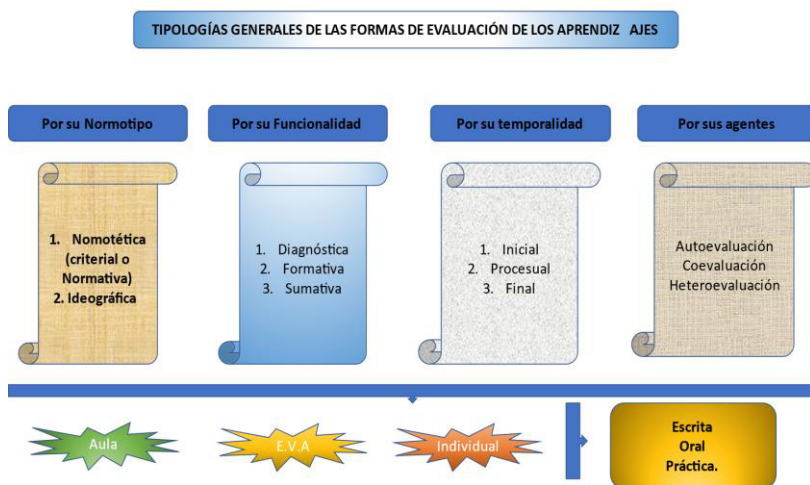 TIPOLOGÍAS GENERALES DE LAS FORMAS DE EVALUACIÓN DE LOS APRENDIZ AJES
Por su Normotipo
Por su Funcionalidad
Por su temporalidad
Por sus agentes
1. Nomotética
(criterial o
Normativa)
2. Ideográfica
1. Diagnóstica
2. Formativa
3. Sumativa
1. Inicial
2. Procesual
3. Final
Autoevaluación
Coevaluación
Heteroevaluación
Aula
E.V.A
Individual
Escrita
Oral
Práctica.